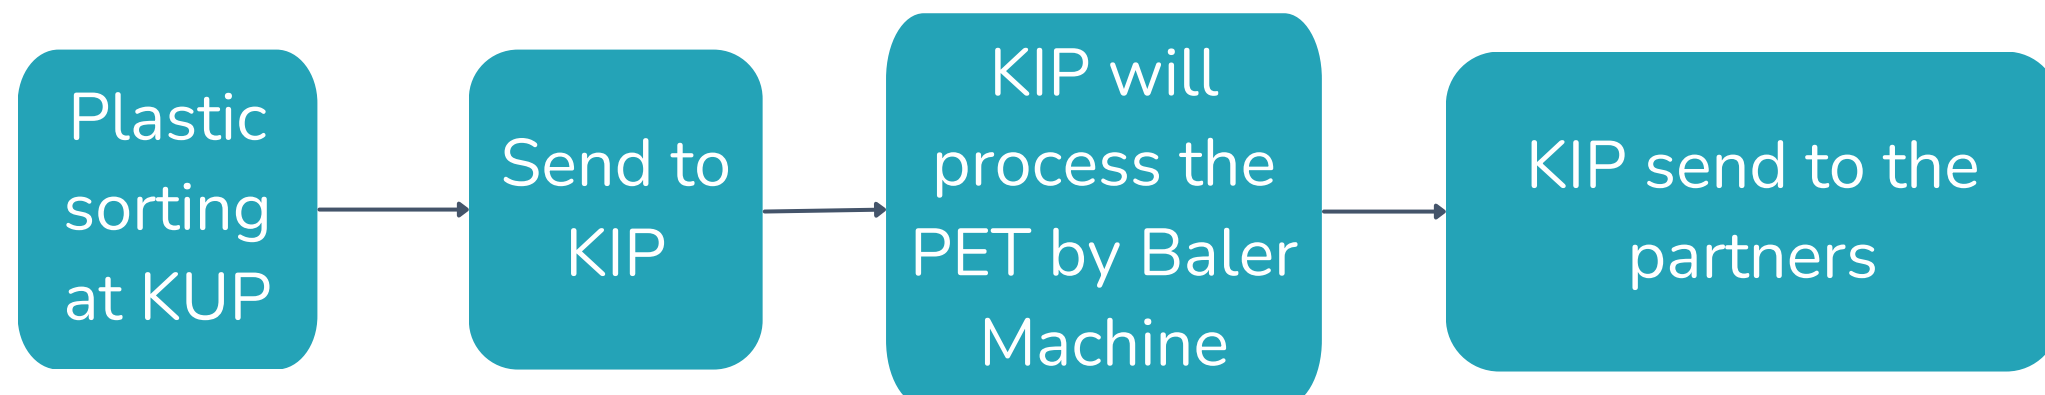 Plastic
sorting
at KUP
Send to
KIP
KIP will
process the
PET by Baler
Machine
KIP send to the
partners